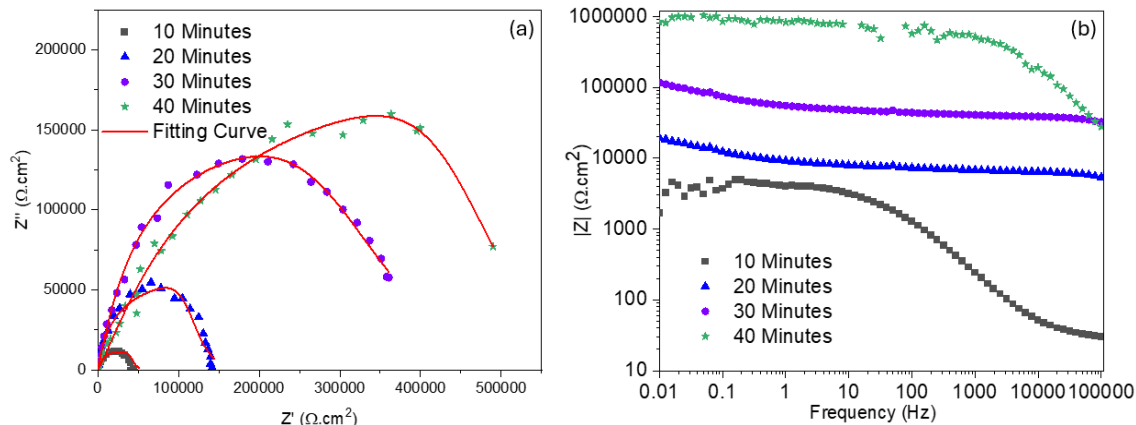 (a)
10 Minutes
20 Minutes
30 Minutes
40 Minutes
Fitting Curve
Z'' (Ω.cm²)
200000
150000
100000
50000
0
0
100000
200000
300000
400000
500000
Z' (Ω.cm²)
(b)
|Z| (Ω.cm²)
1000000
100000
10000
1000
100
10
10 Minutes
20 Minutes
30 Minutes
40 Minutes
0.01
0.1
1
10
100
1000
10000
100000
Frequency (Hz)